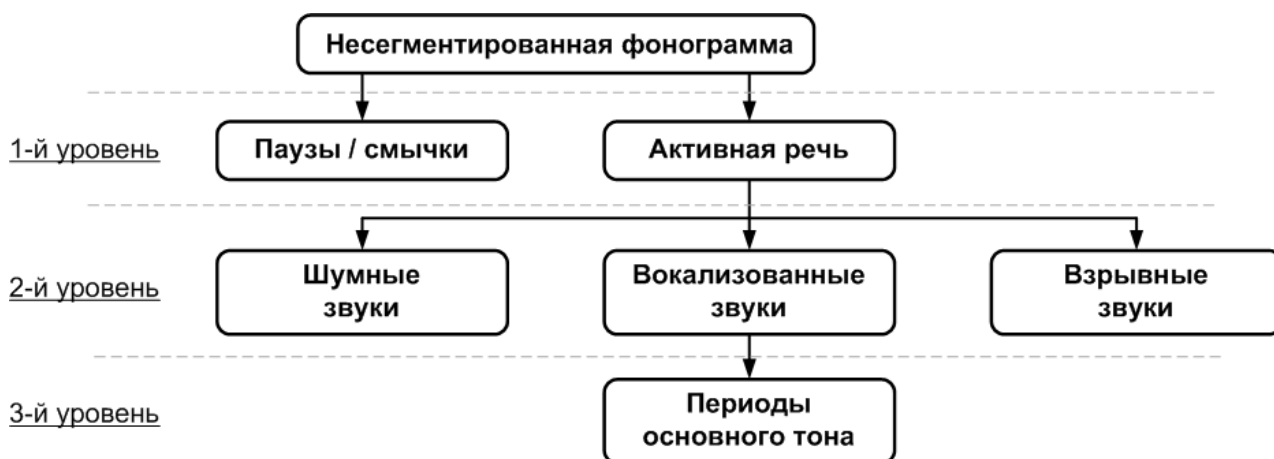 Несегментированная фонограмма
1-й уровень
Паузы / смычки
Активная речь
2-й уровень
Шумные
звуки
Вокализованные
звуки
Взрывные
звуки
3-й уровень
Периоды
основного тона